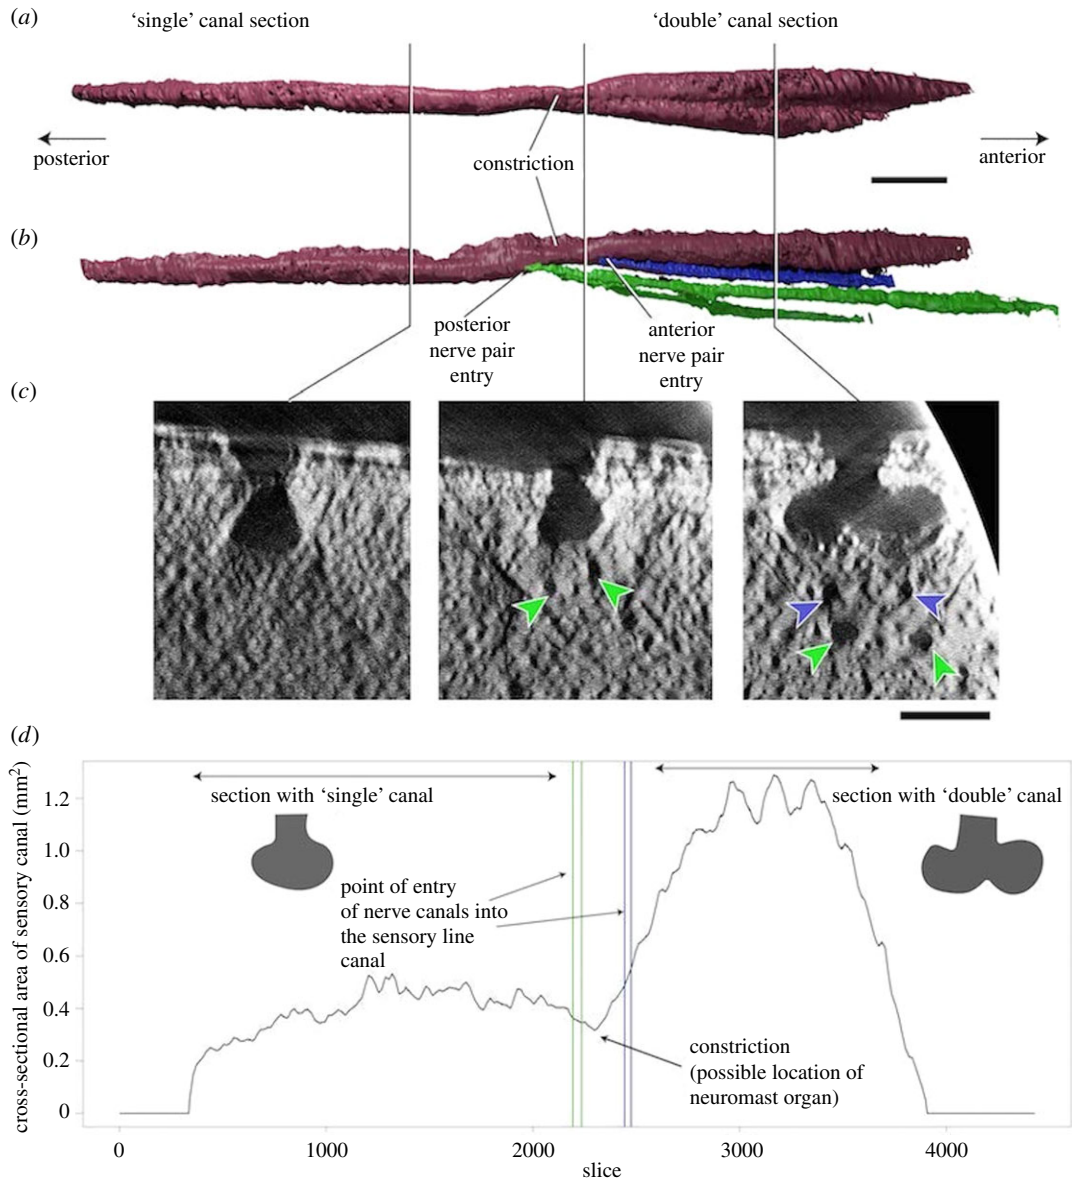 (a)
‘single’ canal section
‘double’ canal section
posterior
constriction
anterior
(b)
posterior
nerve pair
entry
anterior
nerve pair
entry
(c)
(d)
cross-sectional area of sensory canal (mm²)
1.2
1.0
0.8
0.6
0.4
0.2
0
section with ‘single’ canal
section with ‘double’ canal
point of entry
of nerve canals into
the sensory line
canal
constriction
(possible location of
neuromast organ)
0
1000
2000
3000
4000
slice